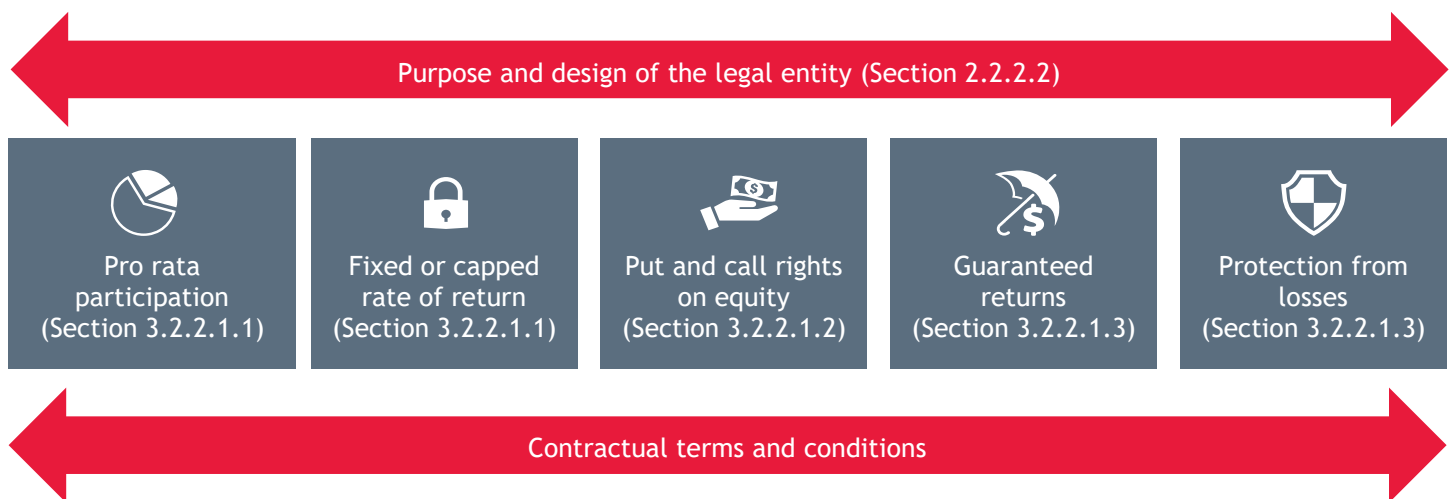 Purpose and design of the legal entity (Section 2.2.2.2)
Pro rata
participation
(Section 3.2.2.1.1)
Fixed or capped
rate of return
(Section 3.2.2.1.1)
Put and call rights
on equity
(Section 3.2.2.1.2)
$
Guaranteed
returns
(Section 3.2.2.1.3)
$
Protection from
losses
(Section 3.2.2.1.3)
Contractual terms and conditions